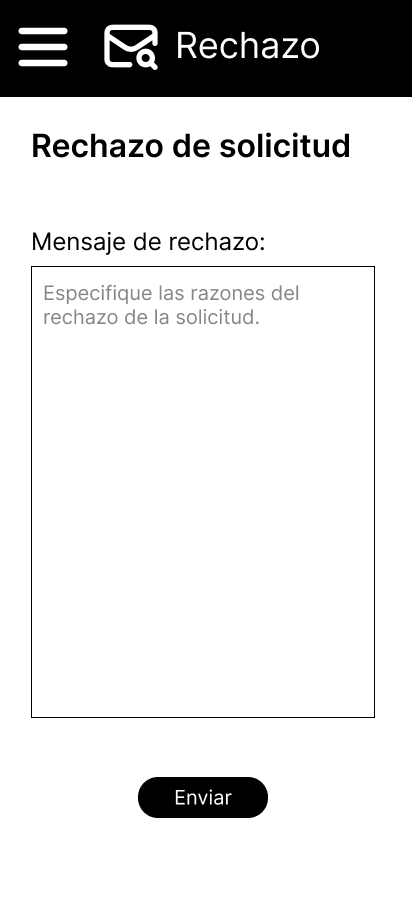 Rechazo
Rechazo de solicitud
Mensaje de rechazo:
Especifique las razones del
rechazo de la solicitud.
Enviar